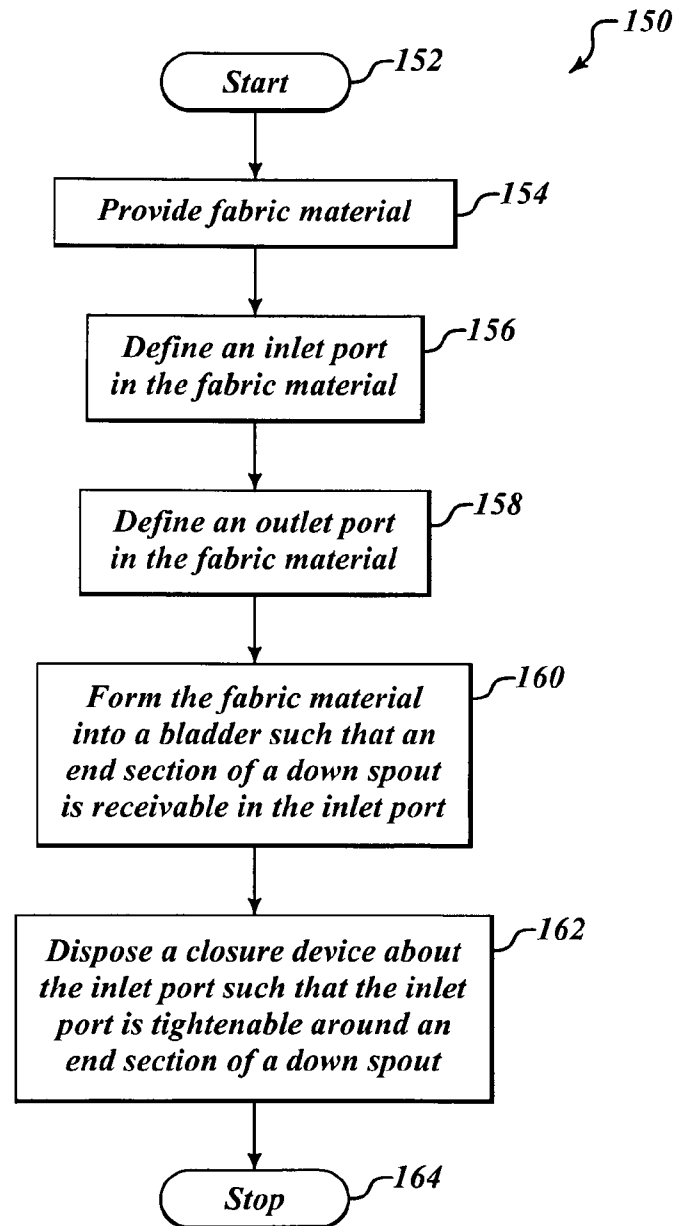 150
Start
152
Provide fabric material
154
Define an inlet port
in the fabric material
156
Define an outlet port
in the fabric material
158
Form the fabric material
into a bladder such that an
end section of a down spout
is receivable in the inlet port
160
Dispose a closure device about
the inlet port such that the inlet
port is tightenable around an
end section of a down spout
162
Stop
164